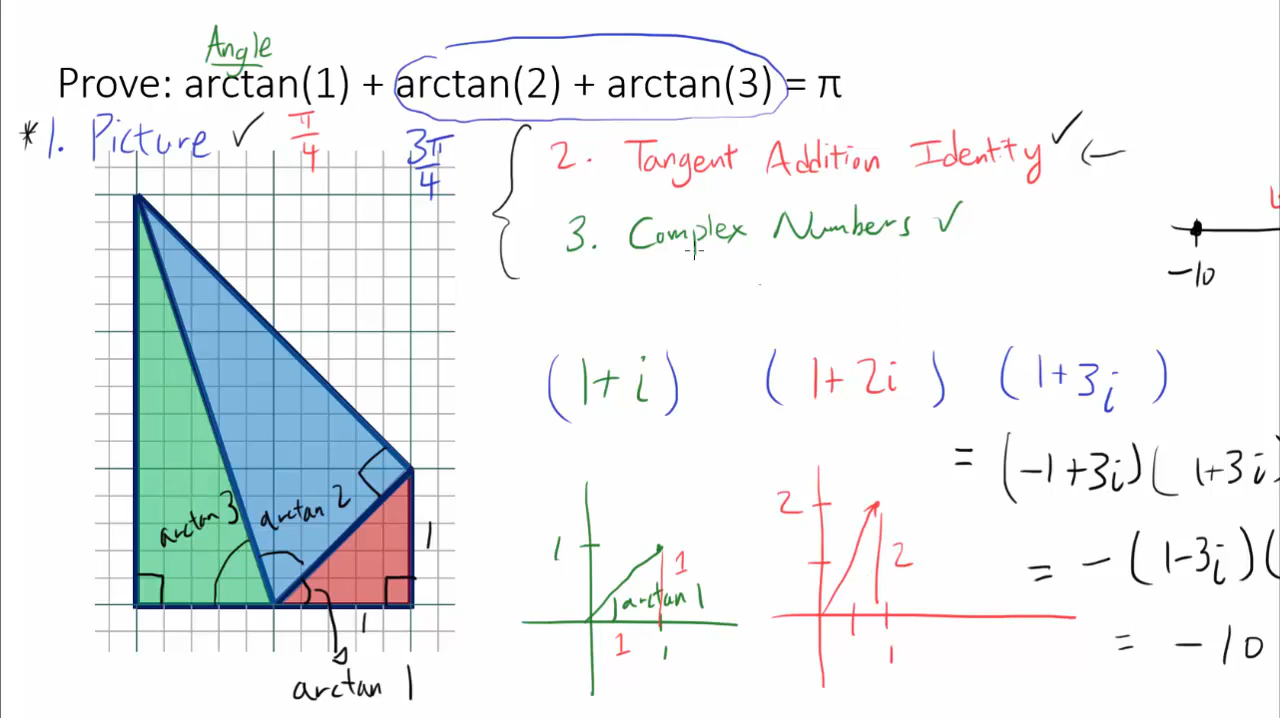 Angle
Prove: arctan(1) + arctan(2) + arctan(3) = π
* 1. Picture ✓
π/4
3π/4
2. Tangent Addition Identity ✓ ←
3. Complex Numbers ✓
-10
(1+i) (1+2i) (1+3i)
= (-1+3i)(1+3i)
= -(1-3i)(
= -10
arctan 3
arctan 2
1
1
arctan 1
1
1
arctan 1
1
1
2
2
1